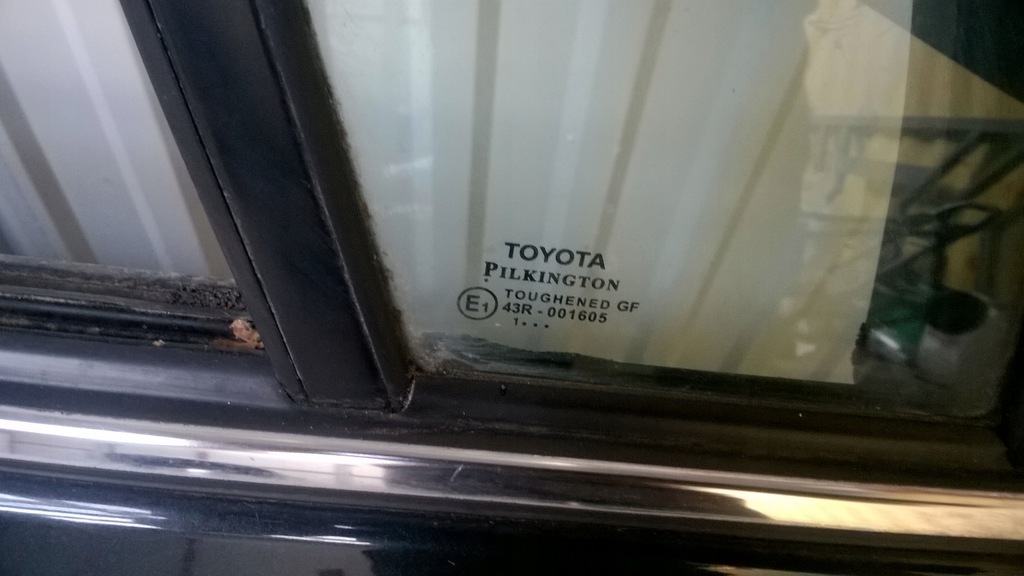 TOYOTA
PILKINGTON
E1 TOUGHENED GF
43R-001605
1...